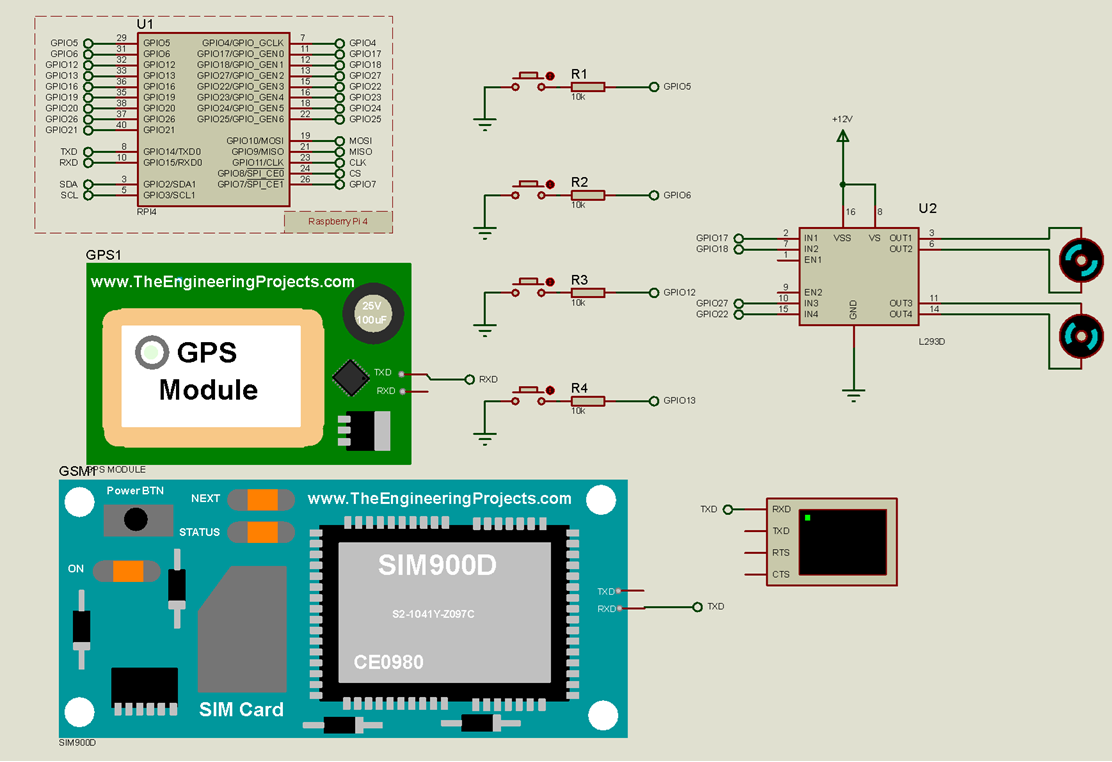 U1
GPIO5 29 GPIO5 GPIO4/GPIO_GCLK 7 GPIO4
GPIO6 31 GPIO6 GPIO17/GPIO_GEN0 11 GPIO17
GPIO12 32 GPIO12 GPIO18/GPIO_GEN1 12 GPIO18
GPIO13 33 GPIO13 GPIO27/GPIO_GEN2 13 GPIO27
GPIO16 36 GPIO16 GPIO22/GPIO_GEN3 15 GPIO22
GPIO19 35 GPIO19 GPIO23/GPIO_GEN4 16 GPIO23
GPIO20 38 GPIO20 GPIO24/GPIO_GEN5 18 GPIO24
GPIO26 37 GPIO26 GPIO25/GPIO_GEN6 22 GPIO25
GPIO21 40 GPIO21
GPIO10/MOSI 19 MOSI
TXD 8 GPIO14/TXD0 GPIO9/MISO 21 MISO
RXD 10 GPIO15/RXD0 GPIO11/CLK 23 CLK
GPIO8/SPI_CE0 24 CS
SDA 3 GPIO2/SDA1 GPIO7/SPI_CE1 26 GPIO7
SCL 5 GPIO3/SCL1
RPI4
Raspberry Pi 4
R1
10k
GPIO5
R2
10k
GPIO6
R3
10k
GPIO12
R4
10k
GPIO13
+12V
16 8
U2
GPIO17 2 IN1 VSS VS OUT1 3
GPIO18 7 IN2 OUT2 6
1 EN1
9 EN2
GPIO27 10 IN3 OUT3 11
GPIO22 15 IN4 GND OUT4 14
L293D
GPS1
www.TheEngineeringProjects.com
25V
100uF
GPS
Module
TXD
RXD
RXD
GPS MODULE
GSM1
Power BTN
NEXT
STATUS
ON
www.TheEngineeringProjects.com
SIM900D
S2-1041Y-Z097C
CE0980
SIM Card
TXD
RXD
TXD
SIM900D
TXD RXD
TXD
RTS
CTS